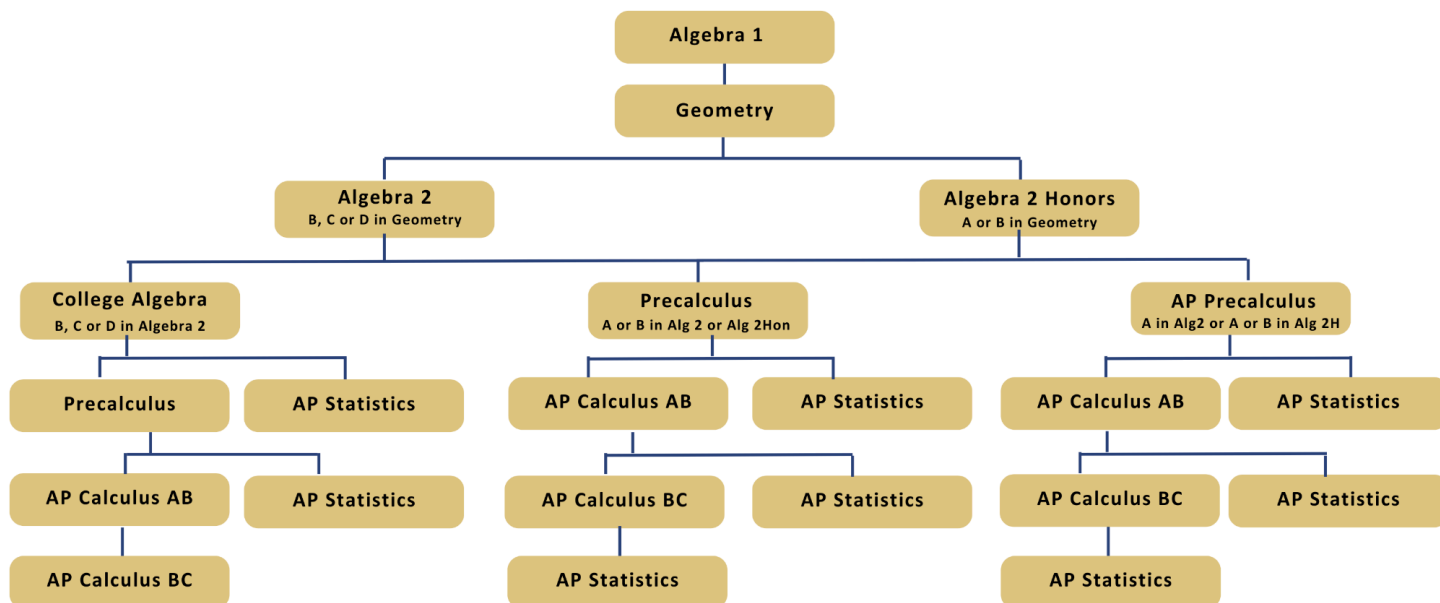 Algebra 1
Geometry
Algebra 2
B, C or D in Geometry
Algebra 2 Honors
A or B in Geometry
College Algebra
B, C or D in Algebra 2
Precalculus
A or B in Alg 2 or Alg 2Hon
AP Precalculus
A in Alg2 or A or B in Alg 2H
Precalculus
AP Statistics
AP Calculus AB
AP Statistics
AP Calculus AB
AP Statistics
AP Calculus AB
AP Statistics
AP Calculus BC
AP Statistics
AP Calculus BC
AP Statistics
AP Calculus BC
AP Statistics
AP Statistics